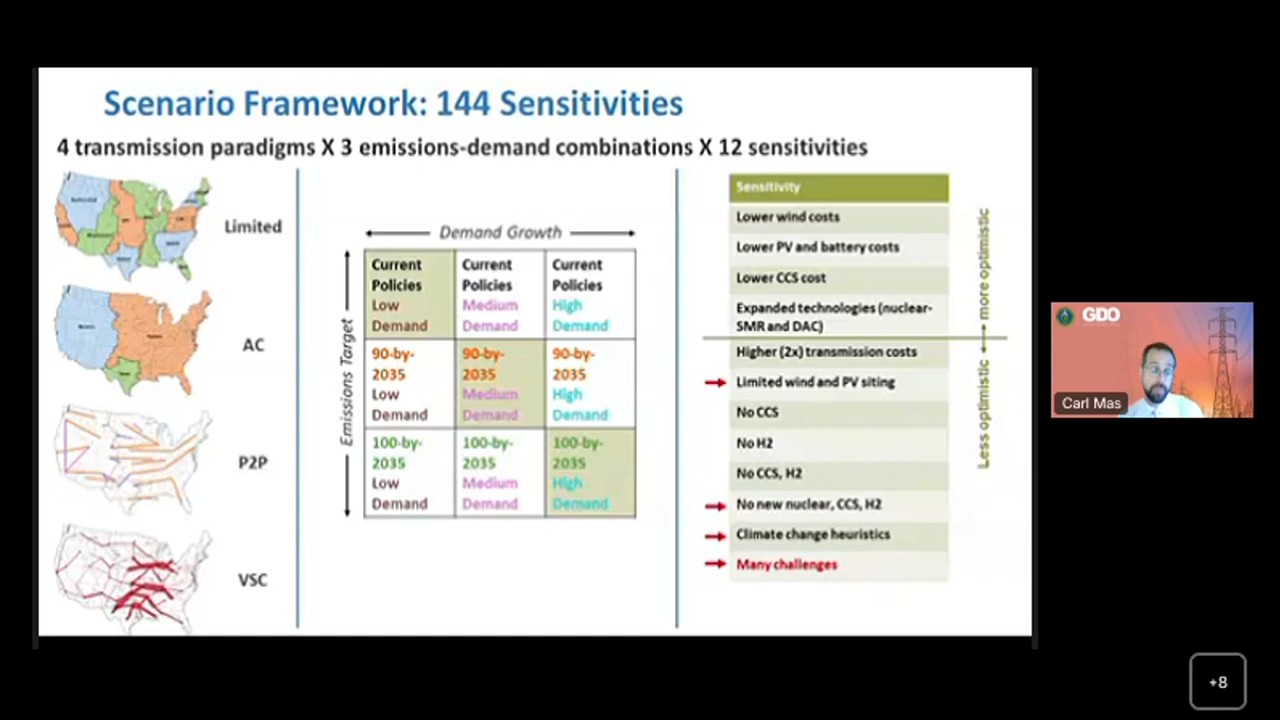 Scenario Framework: 144 Sensitivities
4 transmission paradigms X 3 emissions-demand combinations X 12 sensitivities
Limited
AC
P2P
VSC
Demand Growth
Emissions Target
Current
Policies
Low
Demand
Current
Policies
Medium
Demand
Current
Policies
High
Demand
90-by-
2035
Low
Demand
90-by-
2035
Medium
Demand
90-by-
2035
High
Demand
100-by-
2035
Low
Demand
100-by-
2035
Medium
Demand
100-by-
2035
High
Demand
Sensitivity
Lower wind costs
Lower PV and battery costs
Lower CCS cost
Expanded technologies (nuclear-
SMR and DAC)
Higher (2x) transmission costs
Limited wind and PV siting
No CCS
No H2
No CCS, H2
No new nuclear, CCS, H2
Climate change heuristics
Many challenges
more optimistic
Less optimistic
GDO
Carl Mas
+8